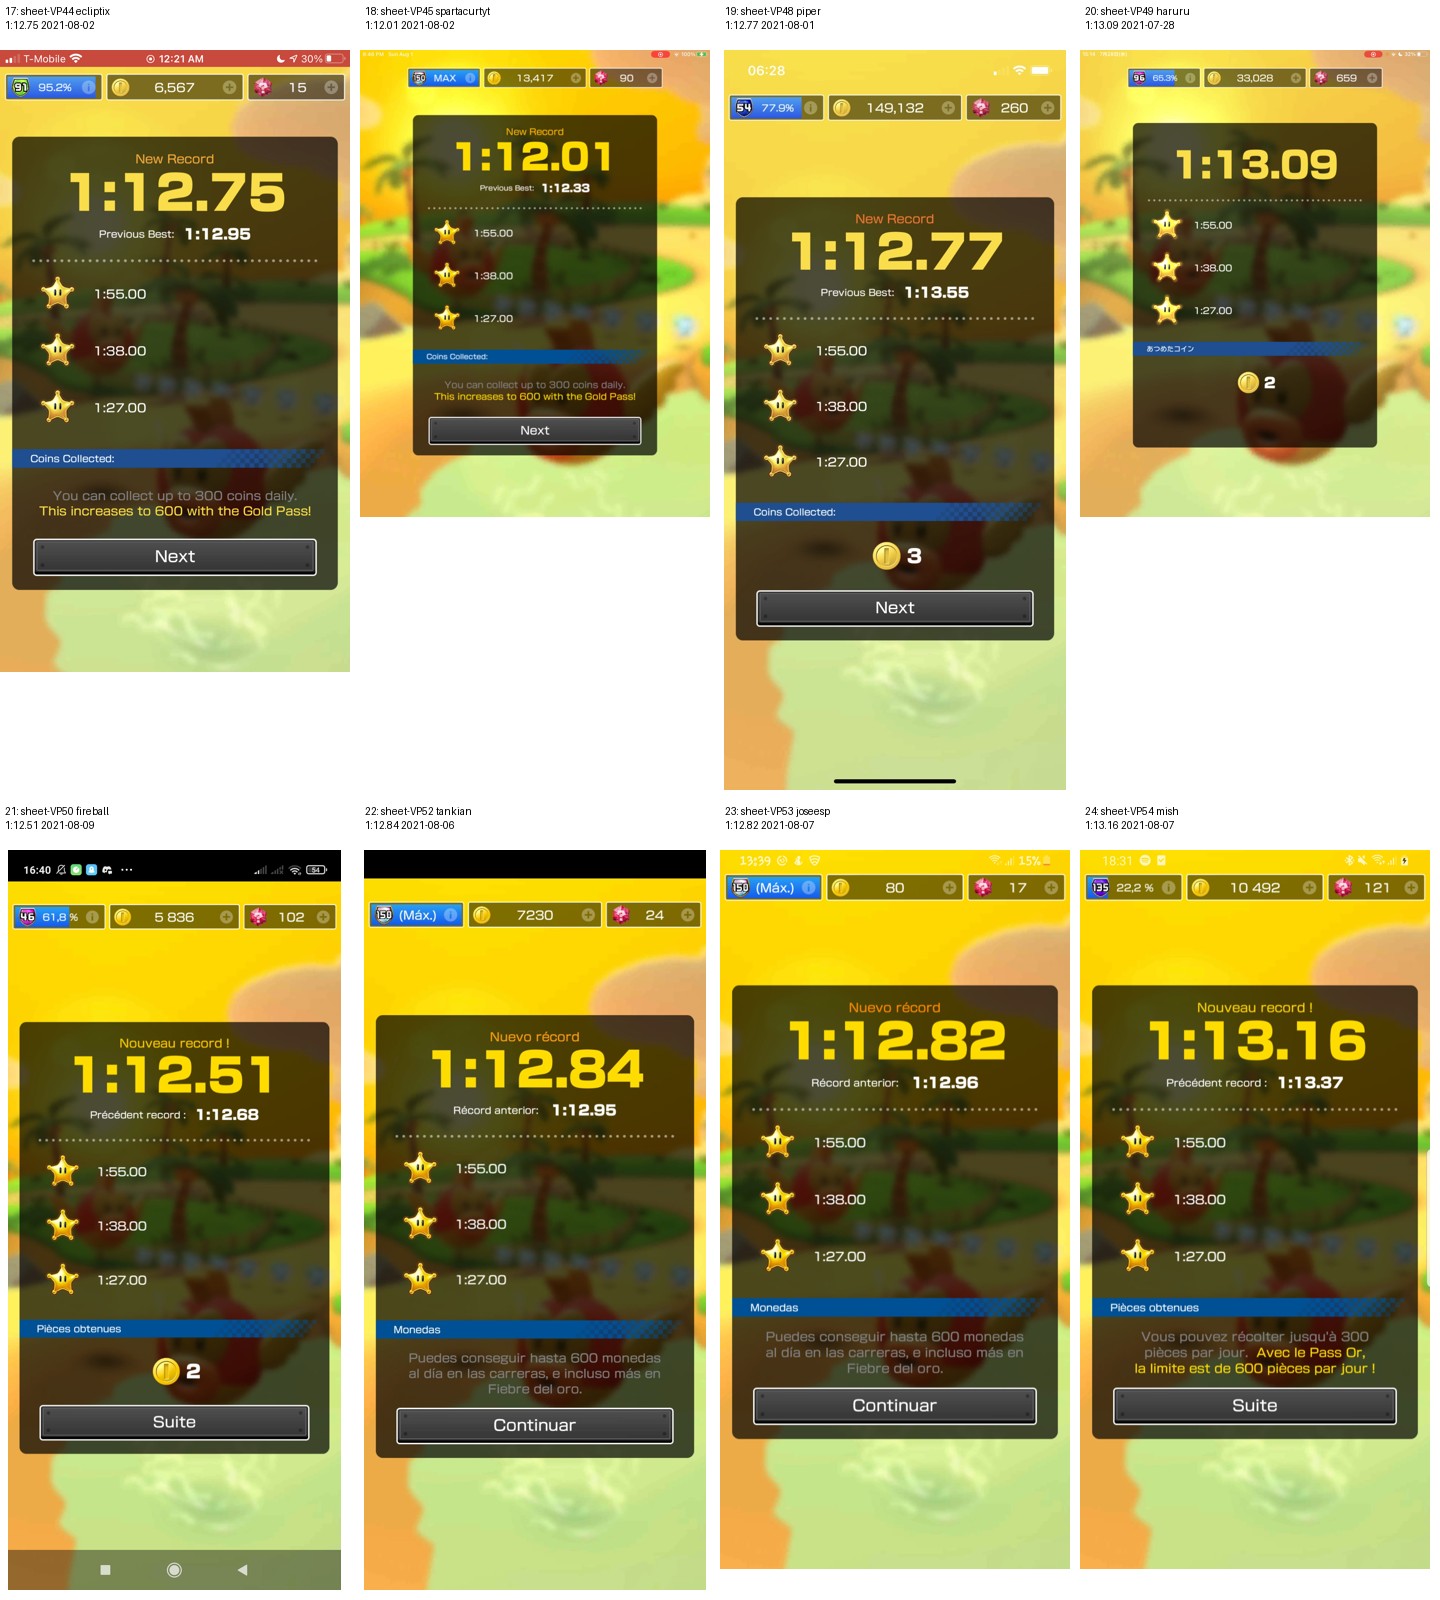 17: sheet-VP44 ecliptix
1:12.75 2021-08-02
T-Mobile 12:21 AM 30%
91 95.2% 6,567 15
New Record
1:12.75
Previous Best: 1:12.95
1:55.00
1:38.00
1:27.00
Coins Collected:
You can collect up to 300 coins daily.
This increases to 600 with the Gold Pass!
Next
18: sheet-VP45 spartacurtyt
1:12.01 2021-08-02
150 MAX 13,417 90
New Record
1:12.01
Previous Best: 1:12.33
1:55.00
1:38.00
1:27.00
Coins Collected:
You can collect up to 300 coins daily.
This increases to 600 with the Gold Pass!
Next
19: sheet-VP48 piper
1:12.77 2021-08-01
06:28
54 77.9% 149,132 260
New Record
1:12.77
Previous Best: 1:13.55
1:55.00
1:38.00
1:27.00
Coins Collected:
3
Next
20: sheet-VP49 haruru
1:13.09 2021-07-28
96 65.3% 33,028 659
1:13.09
1:55.00
1:38.00
1:27.00
あつめたコイン
2
21: sheet-VP50 fireball
1:12.51 2021-08-09
16:40 54
46 61,8 % 5 836 102
Nouveau record !
1:12.51
Précédent record : 1:12.68
1:55.00
1:38.00
1:27.00
Pièces obtenues
2
Suite
22: sheet-VP52 tankian
1:12.84 2021-08-06
150 (Máx.) 7230 24
Nuevo récord
1:12.84
Récord anterior: 1:12.95
1:55.00
1:38.00
1:27.00
Monedas
Puedes conseguir hasta 600 monedas
al día en las carreras, e incluso más en
Fiebre del oro.
Continuar
23: sheet-VP53 joseesp
1:12.82 2021-08-07
13:39 15%
150 (Máx.) 80 17
Nuevo récord
1:12.82
Récord anterior: 1:12.96
1:55.00
1:38.00
1:27.00
Monedas
Puedes conseguir hasta 600 monedas
al día en las carreras, e incluso más en
Fiebre del oro.
Continuar
24: sheet-VP54 mish
1:13.16 2021-08-07
18:31
135 22,2 % 10 492 121
Nouveau record !
1:13.16
Précédent record : 1:13.37
1:55.00
1:38.00
1:27.00
Pièces obtenues
Vous pouvez récolter jusqu'à 300
pièces par jour. Avec le Pass Or,
la limite est de 600 pièces par jour !
Suite